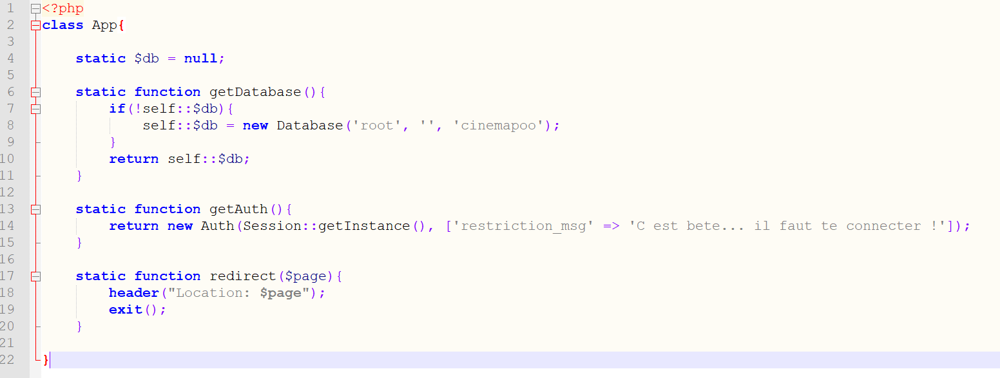 1 <?php
2 class App{
3
4 static $db = null;
5
6 static function getDatabase(){
7 if(!self::$db){
8 self::$db = new Database('root', '', 'cinemapoo');
9 }
10 return self::$db;
11 }
12
13 static function getAuth(){
14 return new Auth(Session::getInstance(), ['restriction_msg' => 'C est bete... il faut te connecter !']);
15 }
16
17 static function redirect($page){
18 header("Location: $page");
19 exit();
20 }
21
22 }